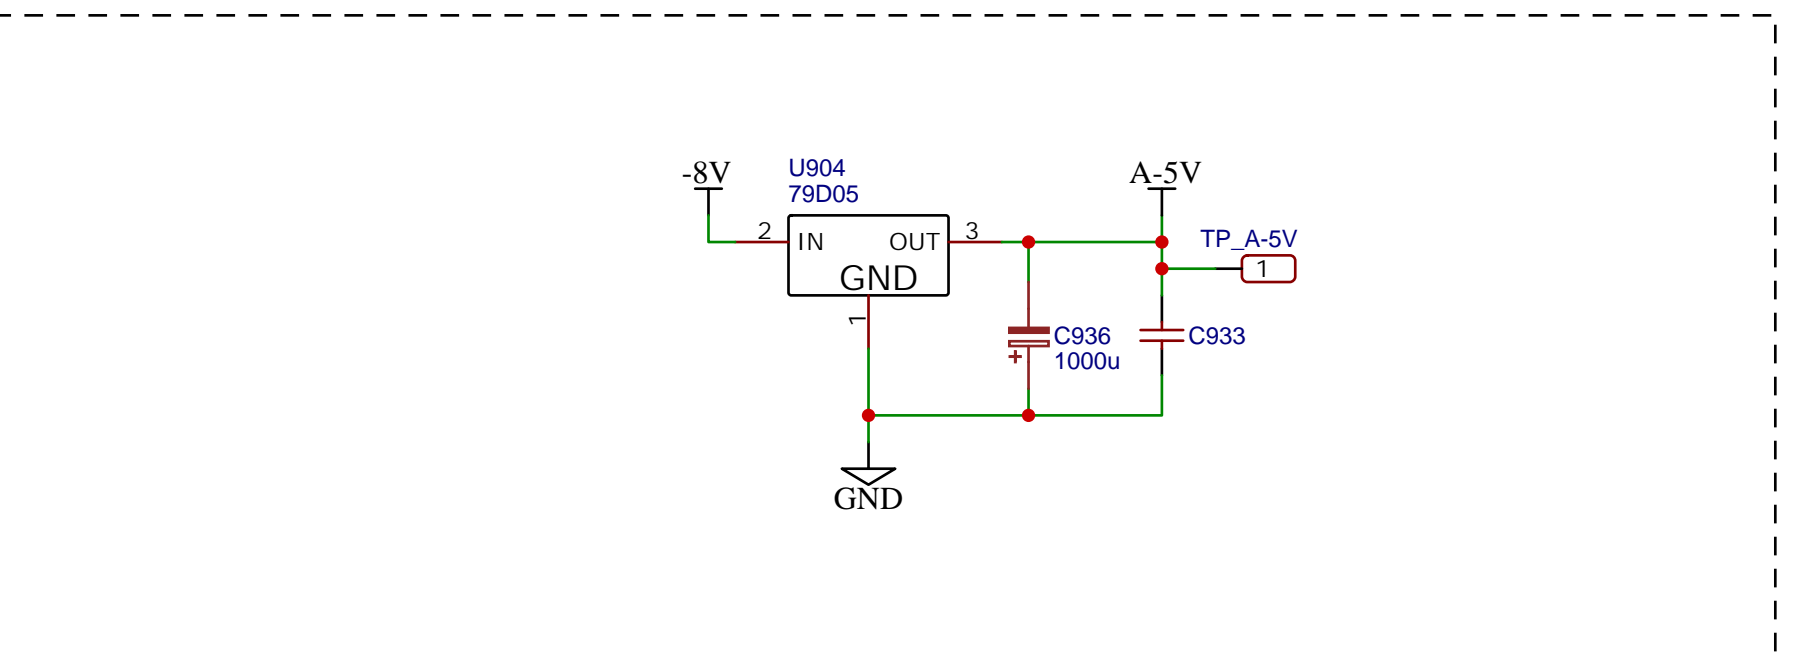 -8V
U904
79D05
A-5V
2
IN
OUT
3
GND
1
TP_A-5V
1
C936
1000u
+
C933
GND